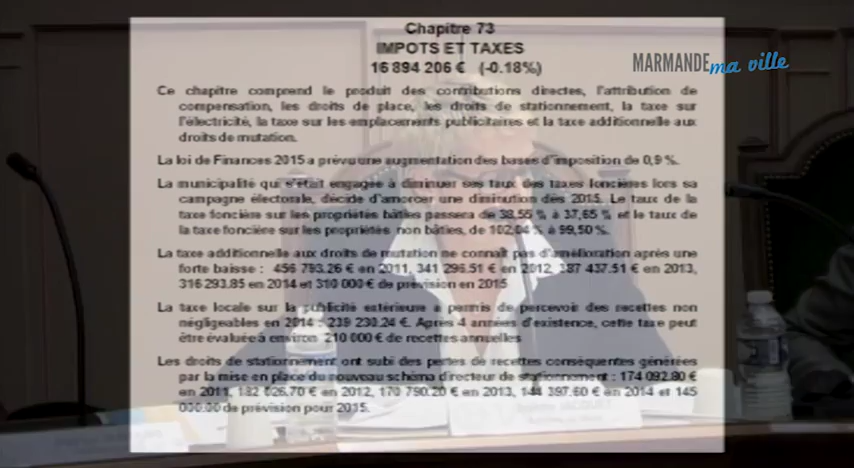 Chapitre 73
IMPOTS ET TAXES
16 894 206 € (-0.18%)
MARMANDE ma ville
Ce chapitre comprend le produit des contributions directes, l'attribution de
compensation, les droits de place, les droits de stationnement, la taxe sur
l'électricité, la taxe sur les emplacements publicitaires et la taxe additionnelle aux
droits de mutation.
La loi de Finances 2015 a prévu une augmentation des bases d'imposition de 0,9 %.
La municipalité qui s'était engagée à diminuer ses taux des taxes foncières lors sa
campagne électorale, décide d'amorcer une diminution dès 2015. Le taux de la
taxe foncière sur les propriétés bâties passera de 38,55 % à 37,65 % et le taux de
la taxe foncière sur les propriétés non bâties, de 102,04 % à 99,50 %.
La taxe additionnelle aux droits de mutation ne connaît pas d'amélioration après une
forte baisse : 456 793.26 € en 2011, 341 296.51 € en 2012, 387 437.51 € en 2013,
316 293.85 en 2014 et 310 000 € de prévision en 2015
La taxe locale sur la publicité extérieure a permis de percevoir des recettes non
négligeables en 2014 : 239 230.24 €. Après 4 années d'existence, cette taxe peut
être évaluée à environ 210 000 € de recettes annuelles
Les droits de stationnement ont subi des pertes de recettes conséquentes générées
par la mise en place du nouveau schéma directeur de stationnement : 174 092.80 €
en 2011, 182 026.70 € en 2012, 170 790.20 € en 2013, 144 397.60 € en 2014 et 145
000.00 de prévision pour 2015.